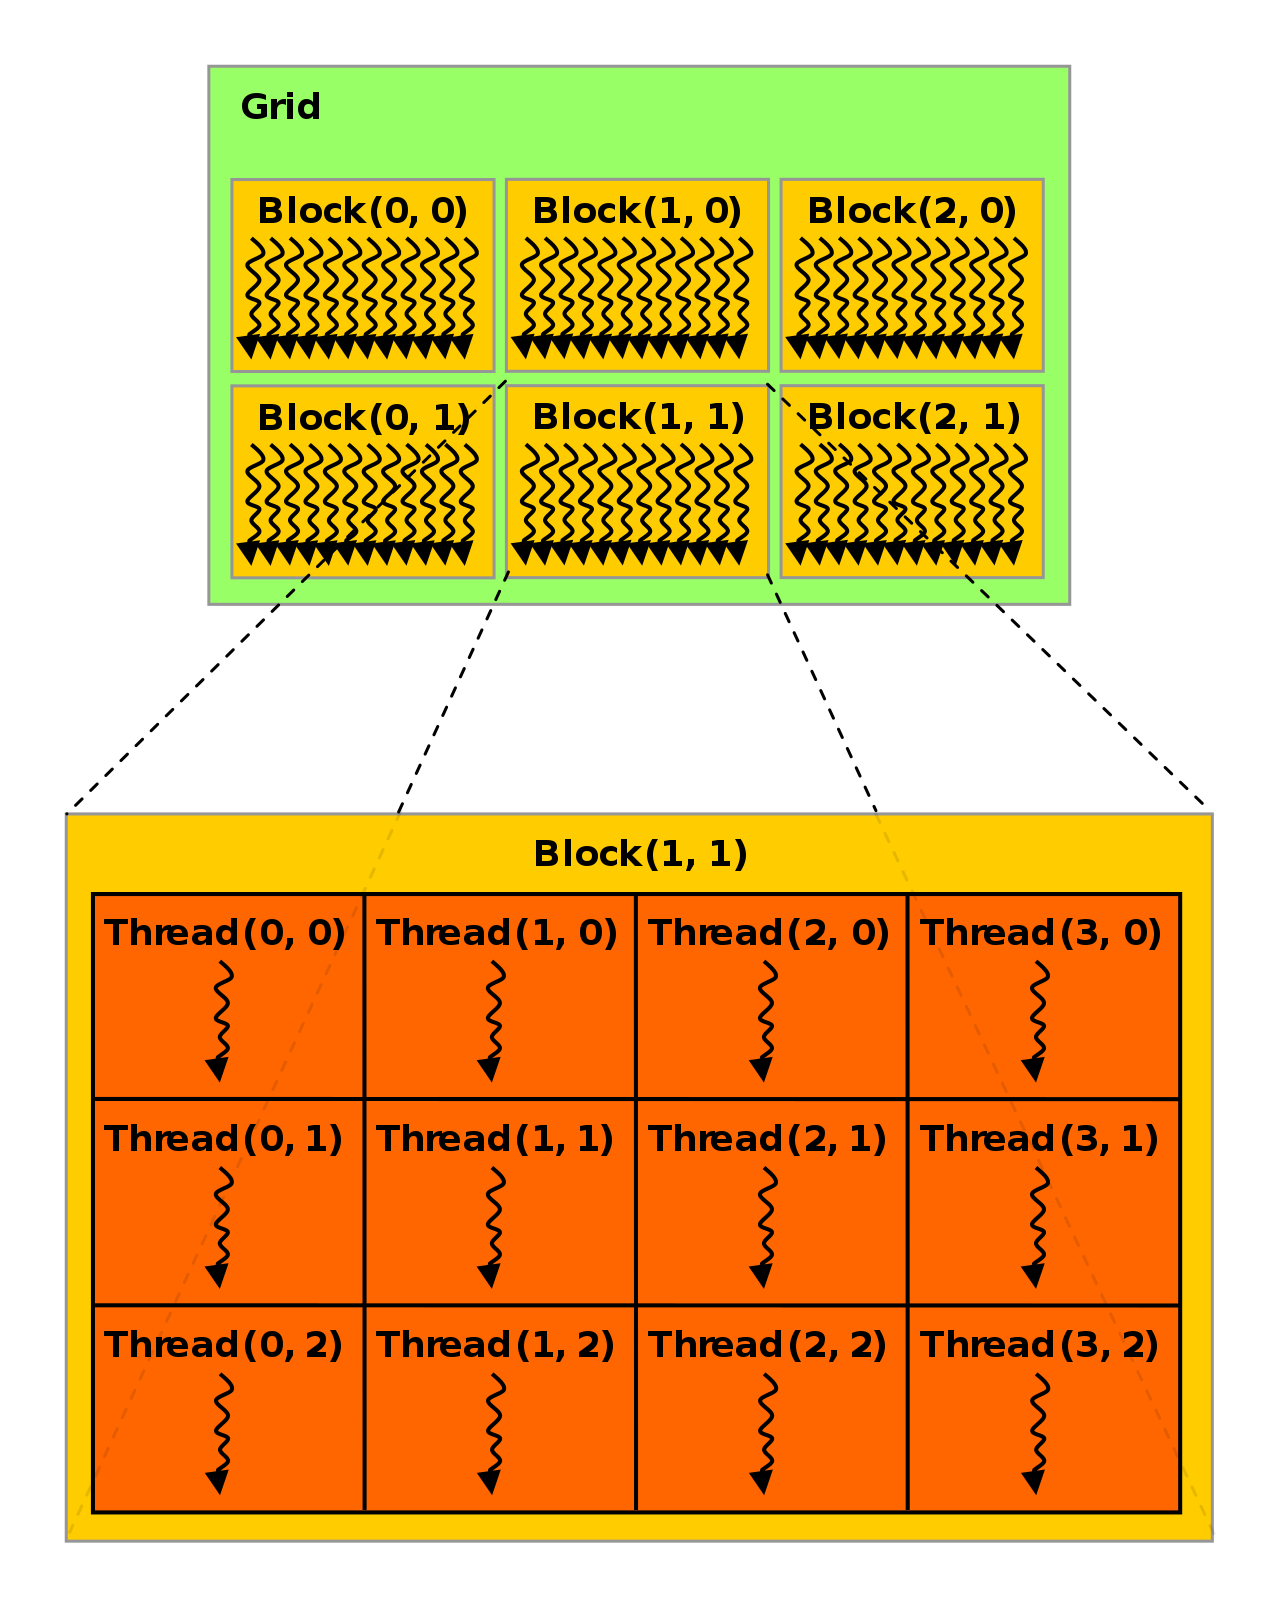 Grid
Block(0, 0) Block(1, 0) Block(2, 0)
Block(0, 1) Block(1, 1) Block(2, 1)
Block(1, 1)
Thread(0, 0) Thread(1, 0) Thread(2, 0) Thread(3, 0)
Thread(0, 1) Thread(1, 1) Thread(2, 1) Thread(3, 1)
Thread(0, 2) Thread(1, 2) Thread(2, 2) Thread(3, 2)